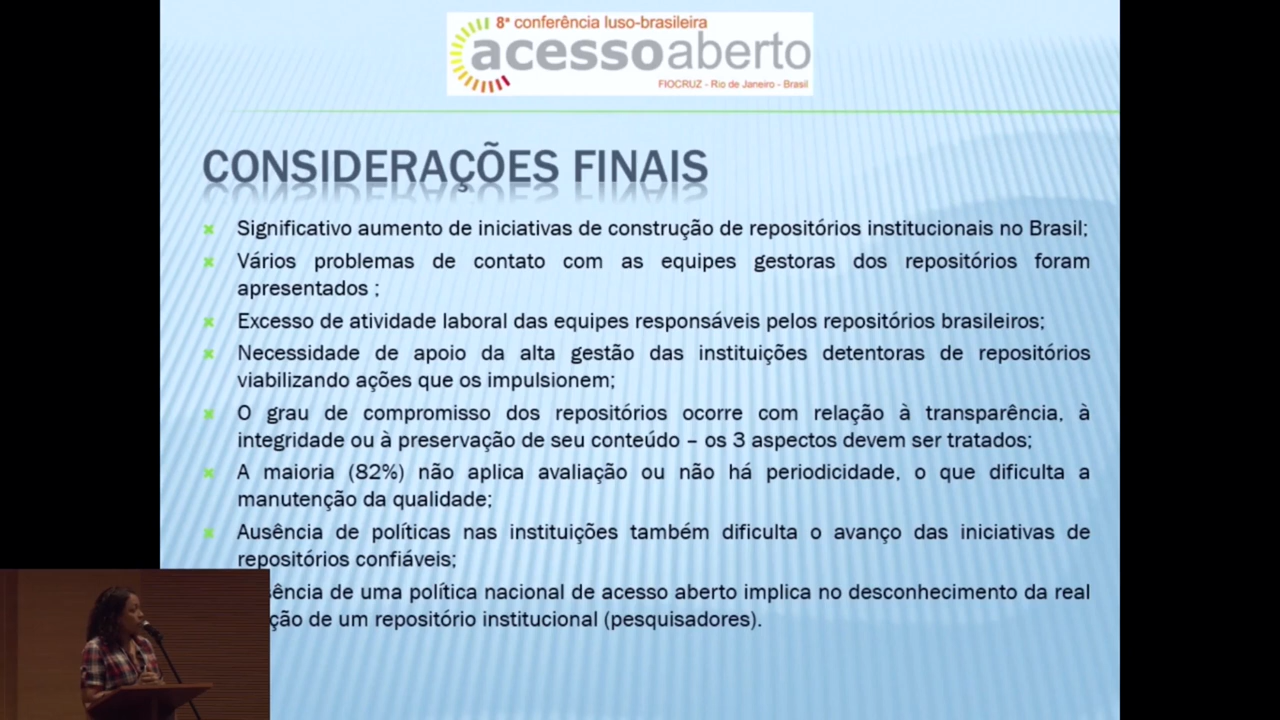 8ª conferência luso-brasileira
acessoaberto
FIOCRUZ - Rio de Janeiro - Brasil
CONSIDERAÇÕES FINAIS
Significativo aumento de iniciativas de construção de repositórios institucionais no Brasil;
Vários problemas de contato com as equipes gestoras dos repositórios foram
apresentados ;
Excesso de atividade laboral das equipes responsáveis pelos repositórios brasileiros;
Necessidade de apoio da alta gestão das instituições detentoras de repositórios
viabilizando ações que os impulsionem;
O grau de compromisso dos repositórios ocorre com relação à transparência, à
integridade ou à preservação de seu conteúdo – os 3 aspectos devem ser tratados;
A maioria (82%) não aplica avaliação ou não há periodicidade, o que dificulta a
manutenção da qualidade;
Ausência de políticas nas instituições também dificulta o avanço das iniciativas de
repositórios confiáveis;
de uma política nacional de acesso aberto implica no desconhecimento da real
de um repositório institucional (pesquisadores).